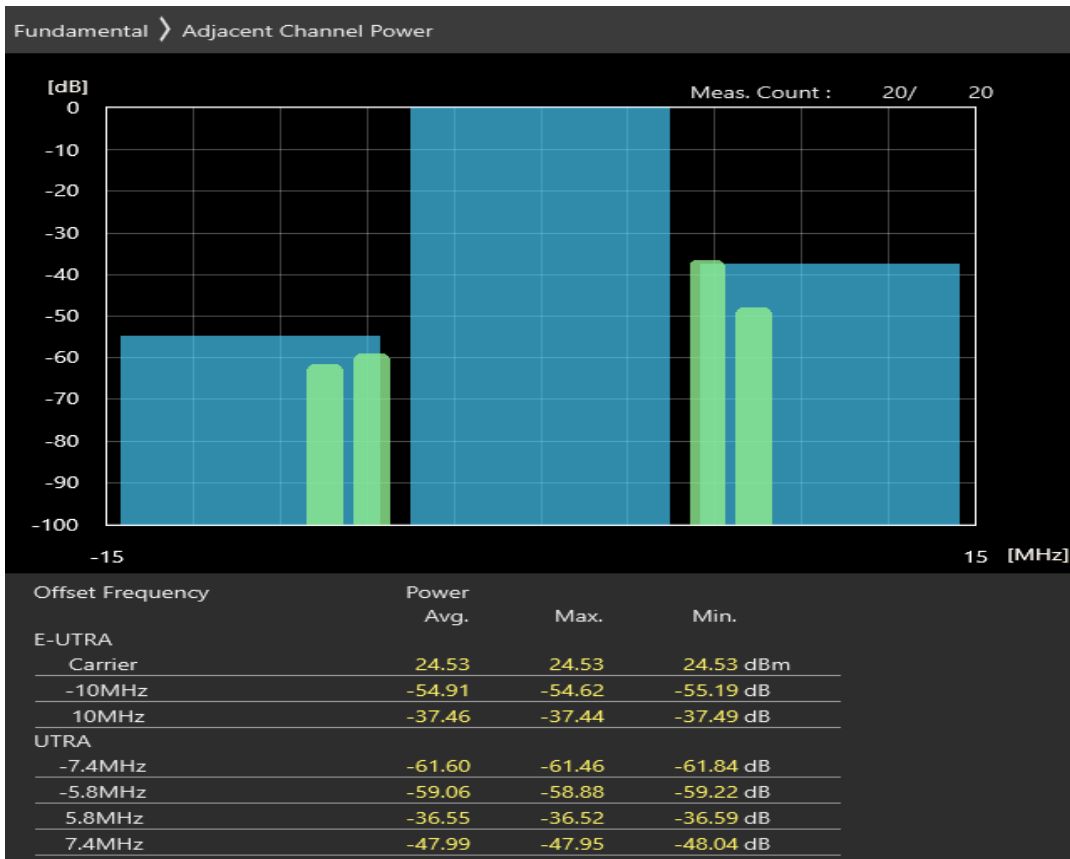 Fundamental 〉 Adjacent Channel Power
[dB]
Meas. Count : 20/ 20
0
-10
-20
-30
-40
-50
-60
-70
-80
-90
-100
-15 15 [MHz]
Offset Frequency Power
Avg. Max. Min.
E-UTRA
Carrier 24.53 24.53 24.53 dBm
-10MHz -54.91 -54.62 -55.19 dB
10MHz -37.46 -37.44 -37.49 dB
UTRA
-7.4MHz -61.60 -61.46 -61.84 dB
-5.8MHz -59.06 -58.88 -59.22 dB
5.8MHz -36.55 -36.52 -36.59 dB
7.4MHz -47.99 -47.95 -48.04 dB